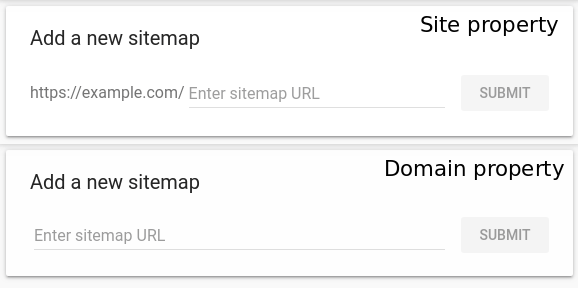 Site property
Add a new sitemap
https://example.com/ Enter sitemap URL SUBMIT
Domain property
Add a new sitemap
Enter sitemap URL SUBMIT